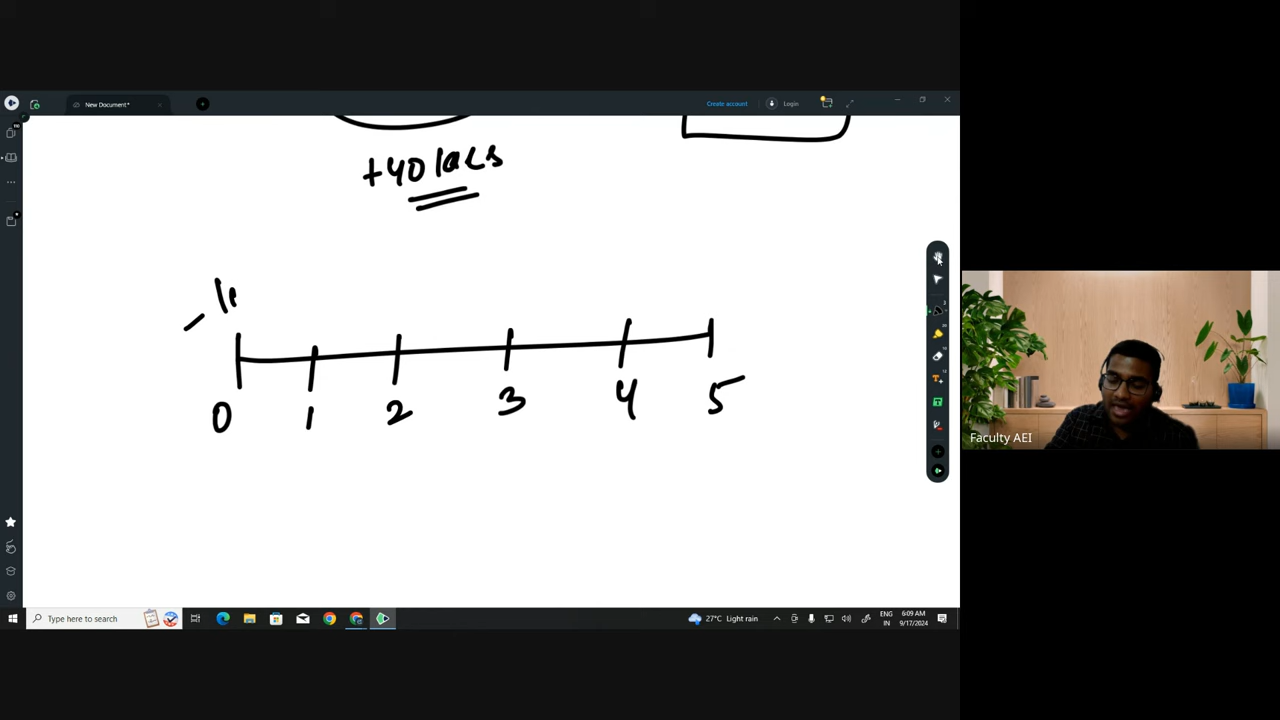 New Document*
Create account
Login
+40 lacs
0 1 2 3 4 5
Faculty AEI
Type here to search
27°C Light rain
ENG
IN
6:09 AM
9/17/2024